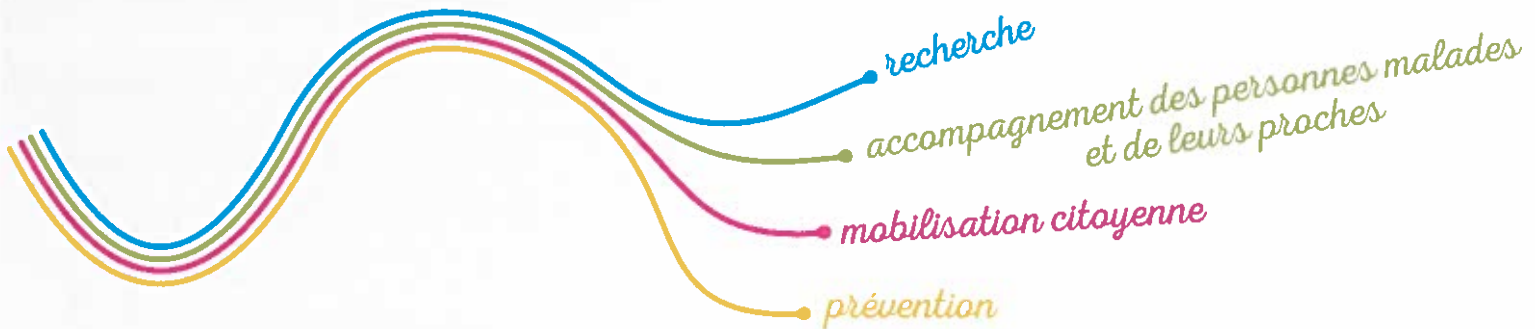 recherche
accompagnement des personnes malades
et de leurs proches
mobilisation citoyenne
prévention